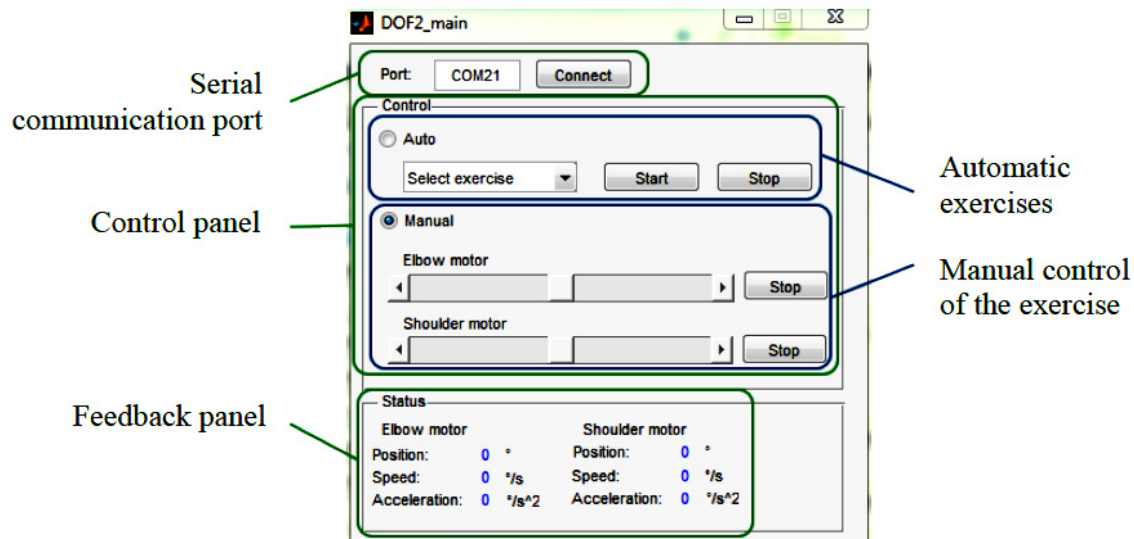 DOF2_main
Serial
communication port
Port: COM21 Connect
Control
Auto
Select exercise Start Stop
Automatic
exercises
Control panel
Manual
Elbow motor
Stop
Manual control
of the exercise
Shoulder motor
Stop
Feedback panel
Status
Elbow motor Shoulder motor
Position: 0 ° Position: 0 °
Speed: 0 °/s Speed: 0 °/s
Acceleration: 0 °/s^2 Acceleration: 0 °/s^2